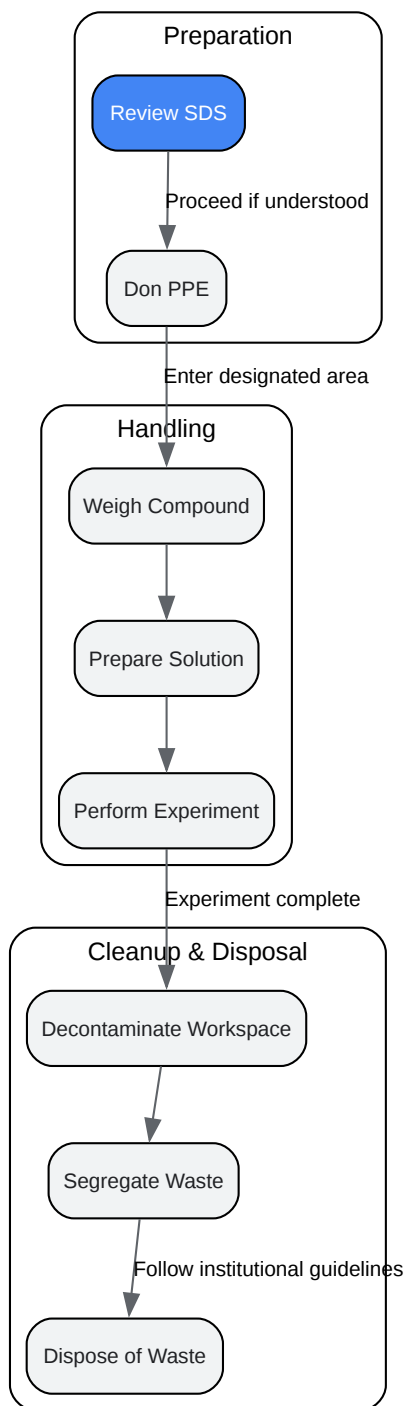 Preparation
Review SDS
Proceed if understood
Don PPE
Enter designated area
Handling
Weigh Compound
Prepare Solution
Perform Experiment
Experiment complete
Cleanup & Disposal
Decontaminate Workspace
Segregate Waste
Follow institutional guidelines
Dispose of Waste